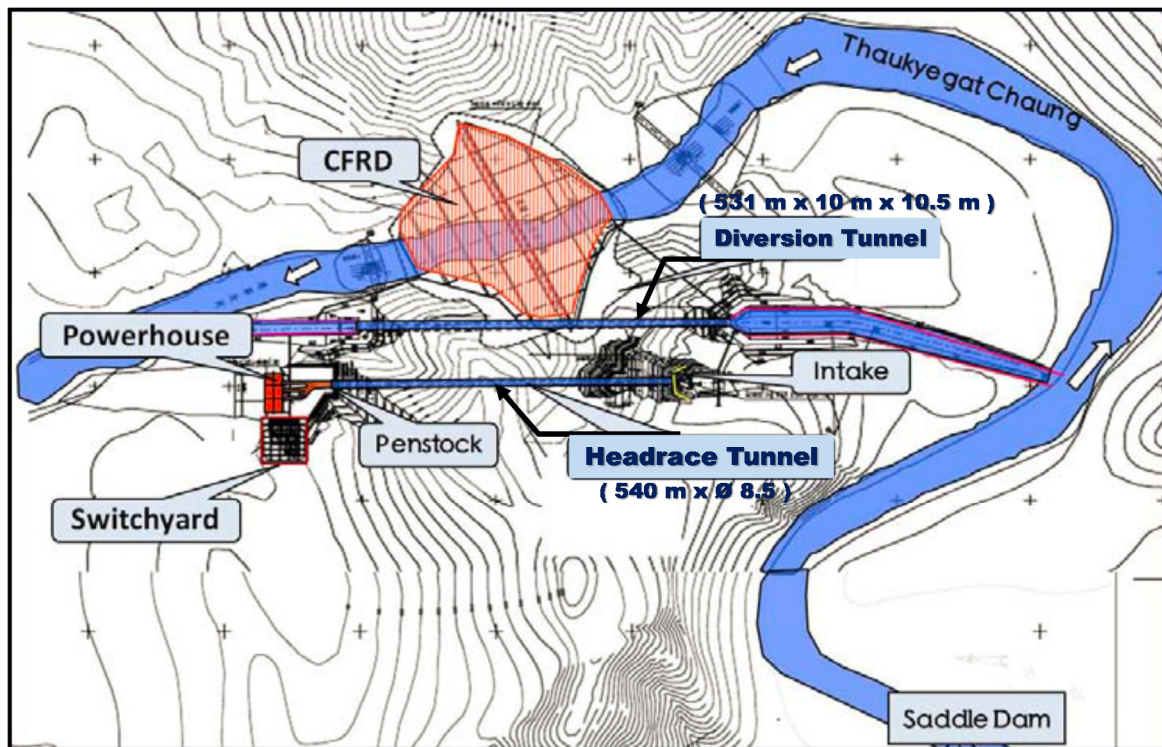 Thaukyegat Chaung
CFRD
( 531 m x 10 m x 10.5 m )
Diversion Tunnel
Powerhouse
Intake
Penstock
Headrace Tunnel
( 540 m x Ø 8.5 )
Switchyard
Saddle Dam